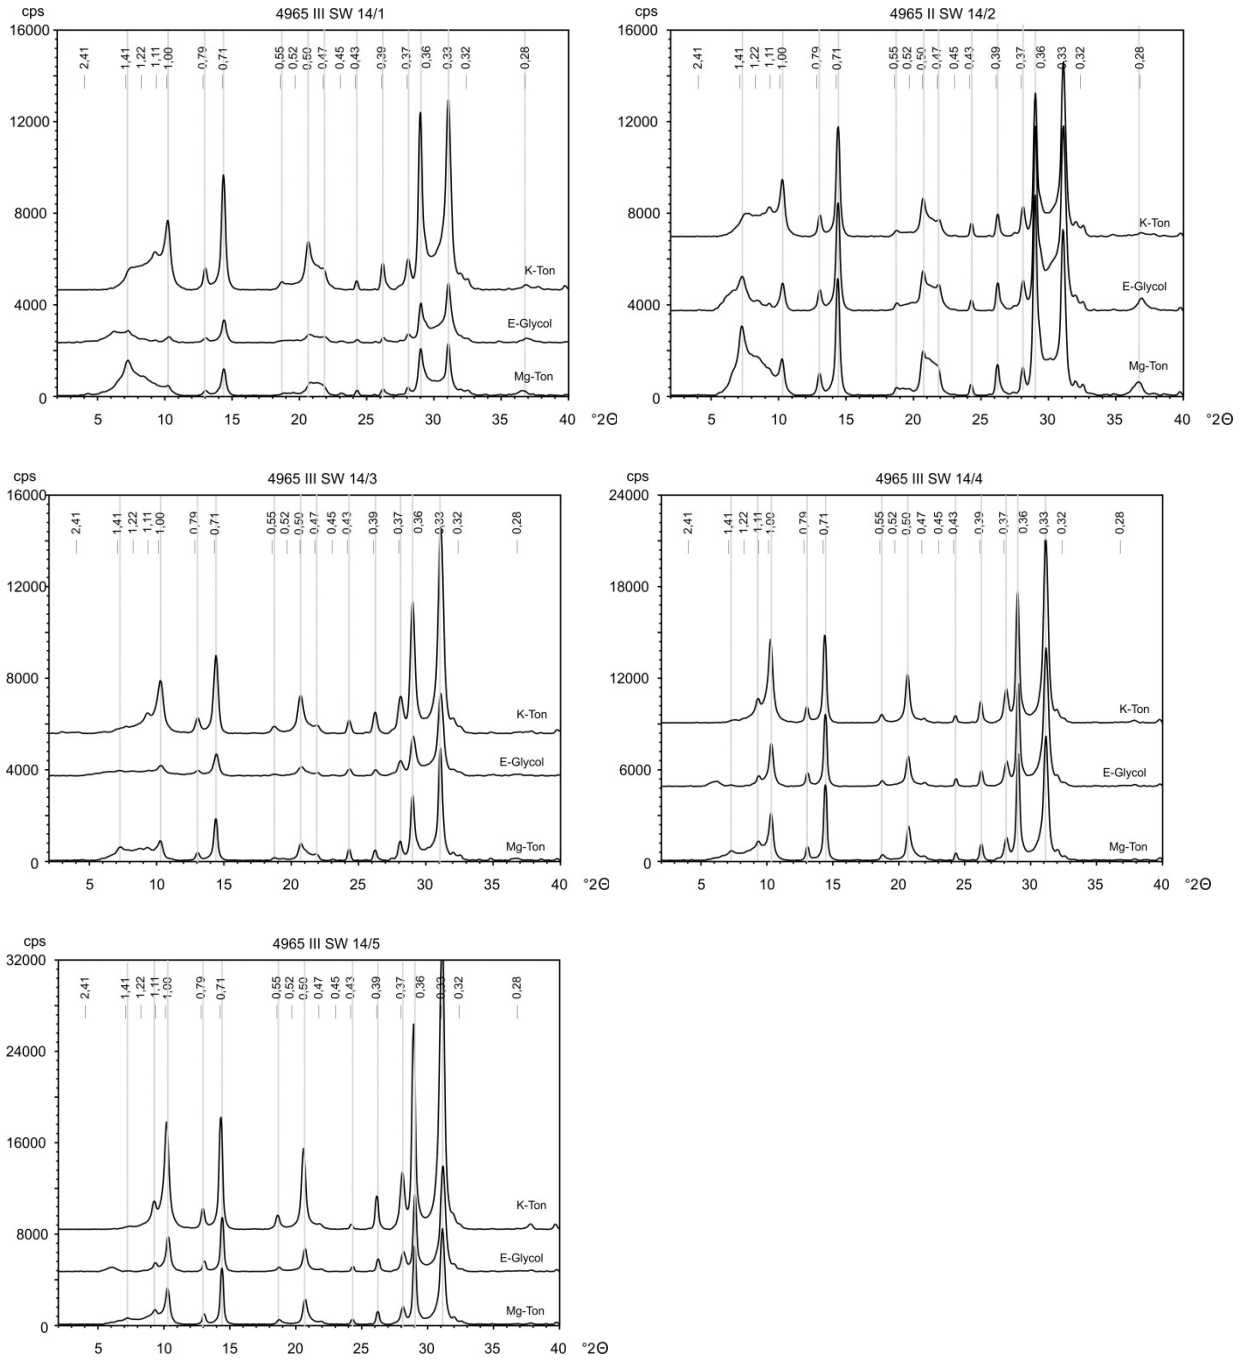 cps
4965 III SW 14/1
16000
12000
8000
4000
0
2,41 1,41 1,22 1,11 1,00 0,79 0,71 0,55 0,52 0,50 0,47 0,45 0,43 0,39 0,37 0,36 0,33 0,32 0,28
K-Ton
E-Glycol
Mg-Ton
5 10 15 20 25 30 35 40 °2Θ
cps
4965 II SW 14/2
16000
12000
8000
4000
0
2,41 1,41 1,22 1,11 1,00 0,79 0,71 0,55 0,52 0,50 0,47 0,45 0,43 0,39 0,37 0,36 0,33 0,32 0,28
K-Ton
E-Glycol
Mg-Ton
5 10 15 20 25 30 35 40 °2Θ
cps
4965 III SW 14/3
16000
12000
8000
4000
0
2,41 1,41 1,22 1,11 1,00 0,79 0,71 0,55 0,52 0,50 0,47 0,45 0,43 0,39 0,37 0,36 0,33 0,32 0,28
K-Ton
E-Glycol
Mg-Ton
5 10 15 20 25 30 35 40 °2Θ
cps
4965 III SW 14/4
24000
18000
12000
6000
0
2,41 1,41 1,22 1,11 1,00 0,79 0,71 0,55 0,52 0,50 0,47 0,45 0,43 0,39 0,37 0,36 0,33 0,32 0,28
K-Ton
E-Glycol
Mg-Ton
5 10 15 20 25 30 35 40 °2Θ
cps
4965 III SW 14/5
32000
24000
16000
8000
0
2,41 1,41 1,22 1,11 1,00 0,79 0,71 0,55 0,52 0,50 0,47 0,45 0,43 0,39 0,37 0,36 0,33 0,32 0,28
K-Ton
E-Glycol
Mg-Ton
5 10 15 20 25 30 35 40 °2Θ